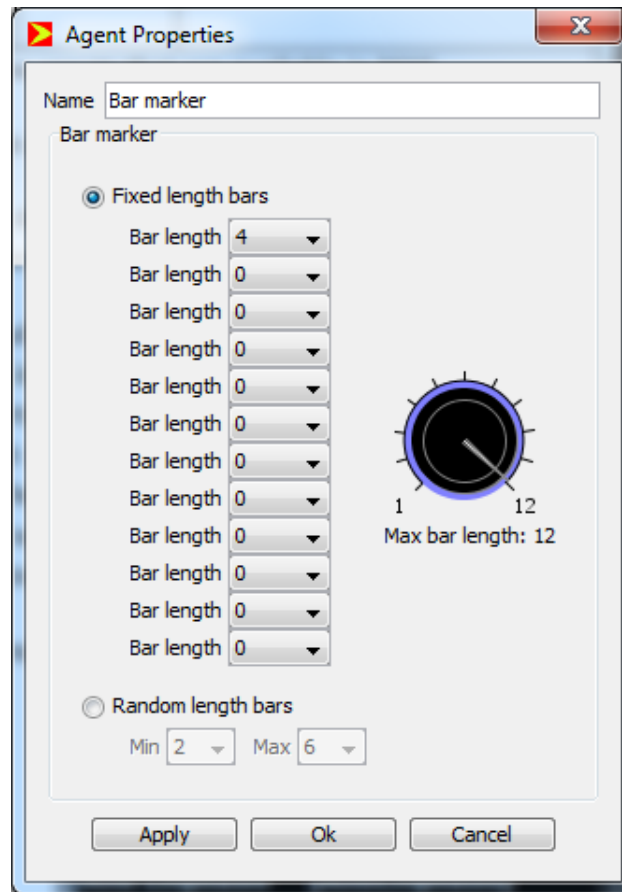 Agent Properties
Name Bar marker
Bar marker
Fixed length bars
Bar length 4
Bar length 0
Bar length 0
Bar length 0
Bar length 0
Bar length 0
Bar length 0
Bar length 0
Bar length 0
Bar length 0
Bar length 0
Bar length 0
1 12
Max bar length: 12
Random length bars
Min 2 Max 6
Apply Ok Cancel